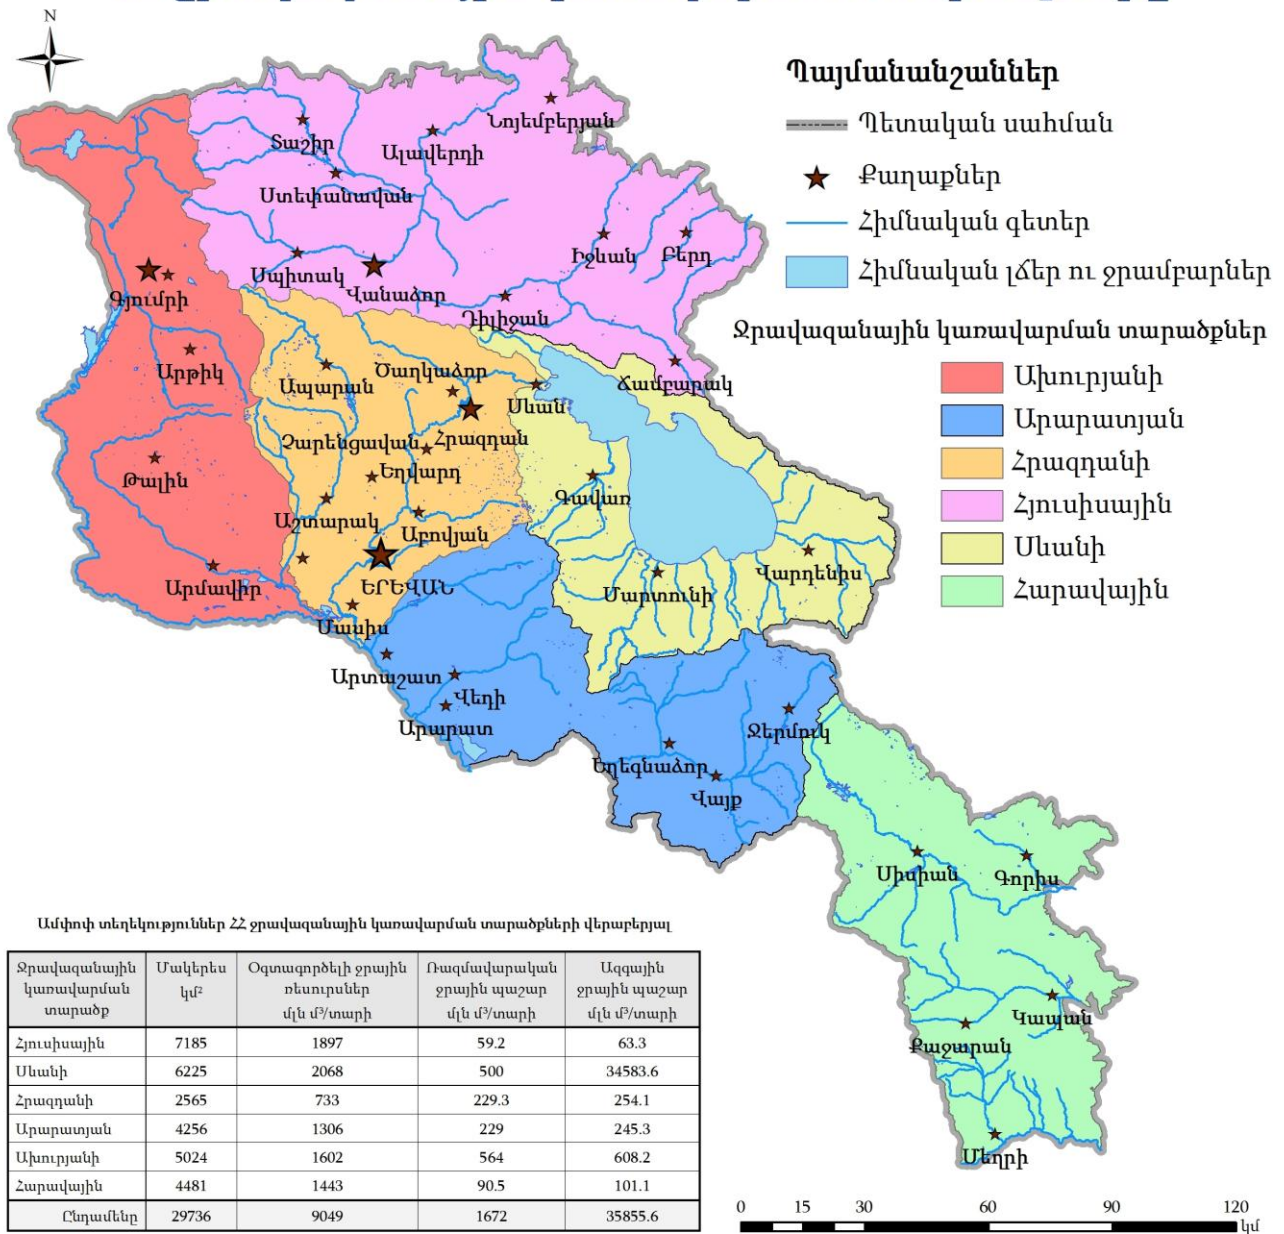 N
Պայմանանշաններ
Պետական սահման
Քաղաքներ
Հիմնական գետեր
Հիմնական լճեր ու ջրամբարներ
Ջրավազանային կառավարման տարածքներ
Ախուրյանի
Արարատյան
Հրազդանի
Հյուսիսային
Սևանի
Հարավային
Նոյեմբերյան
Տաշիր
Ալավերդի
Ստեփանավան
Իջևան
Բերդ
Սպիտակ
Վանաձոր
Գյումրի
Դիլիջան
Արթիկ
Ապարան
Ծաղկաձոր
Սևան
Ճամբարակ
Չարենցավան
Հրազդան
Թալին
Եղվարդ
Գավառ
Աշտարակ
Աբովյան
Վարդենիս
Արմավիր
ԵՐԵՎԱՆ
Մարտունի
Մասիս
Արտաշատ
Վեդի
Արարատ
Ջերմուկ
Եղեգնաձոր
Վայք
Սիսիան
Գորիս
Կապան
Քաջարան
Մեղրի
Ամփոփ տեղեկություններ ՀՀ ջրավազանային կառավարման տարածքների վերաբերյալ
Ջրավազանային կառավարման տարածք Մակերես կմ² Օգտագործելի ջրային ռեսուրսներ մլն մ³/տարի Ռազմավարական ջրային պաշար մլն մ³/տարի Ազգային ջրային պաշար մլն մ³/տարի
Հյուսիսային 7185 1897 59.2 63.3
Սևանի 6225 2068 500 34583.6
Հրազդանի 2565 733 229.3 254.1
Արարատյան 4256 1306 229 245.3
Ախուրյանի 5024 1602 564 608.2
Հարավային 4481 1443 90.5 101.1
Ընդամենը 29736 9049 1672 35855.6
0 15 30 60 90 120
կմ